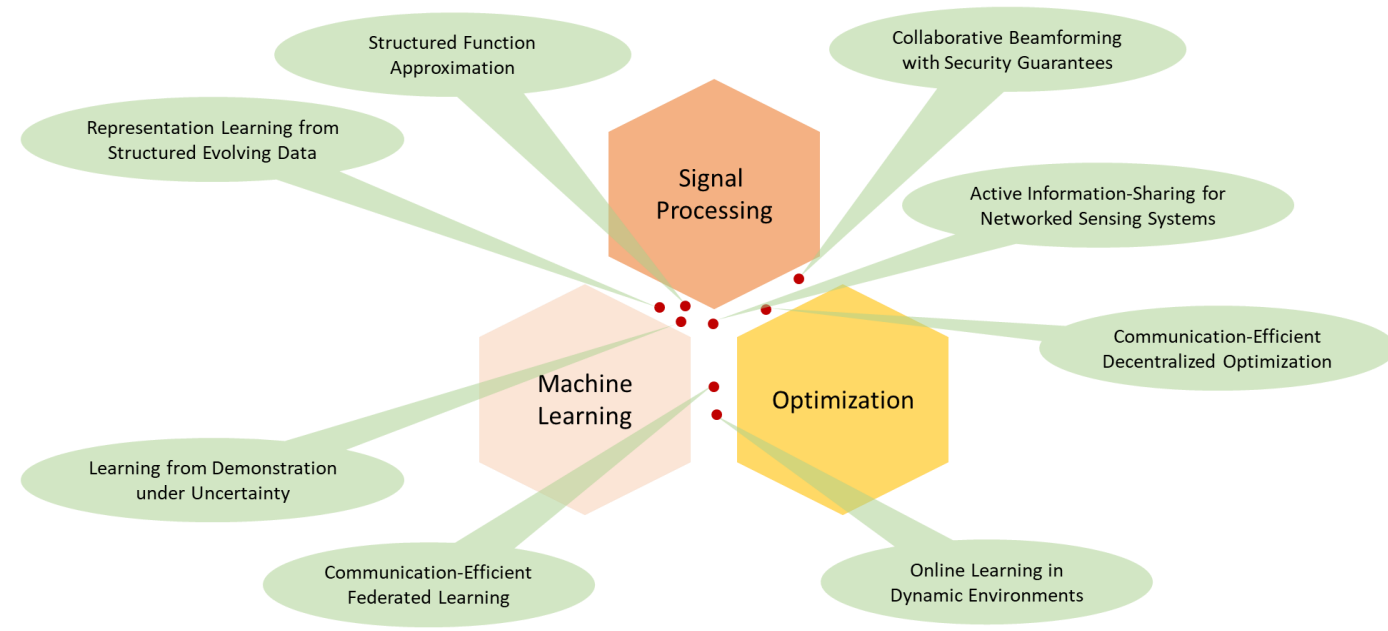 Structured Function
Approximation
Collaborative Beamforming
with Security Guarantees
Representation Learning from
Structured Evolving Data
Signal
Processing
Active Information-Sharing for
Networked Sensing Systems
Communication-Efficient
Decentralized Optimization
Machine
Learning
Optimization
Learning from Demonstration
under Uncertainty
Communication-Efficient
Federated Learning
Online Learning in
Dynamic Environments